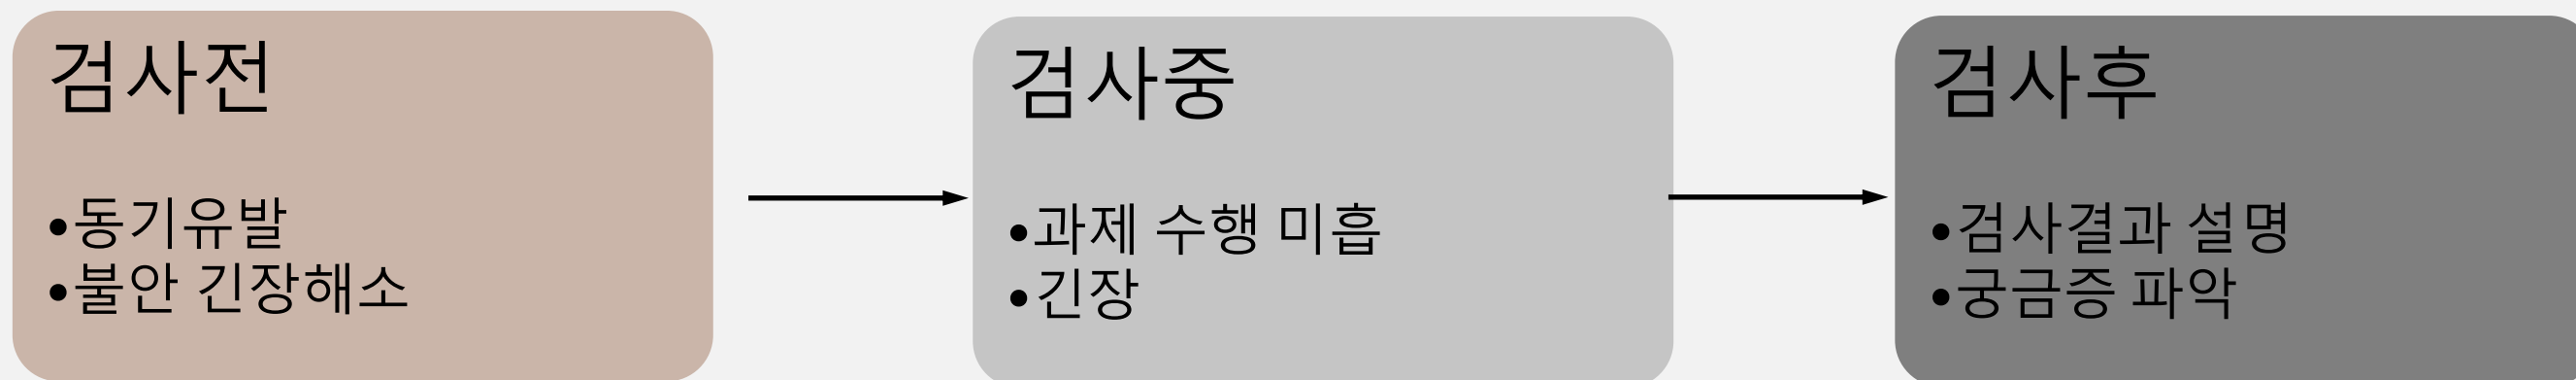 검사전
•동기유발
•불안 긴장해소
검사중
•과제 수행 미흡
•긴장
검사후
•검사결과 설명
•궁금증 파악